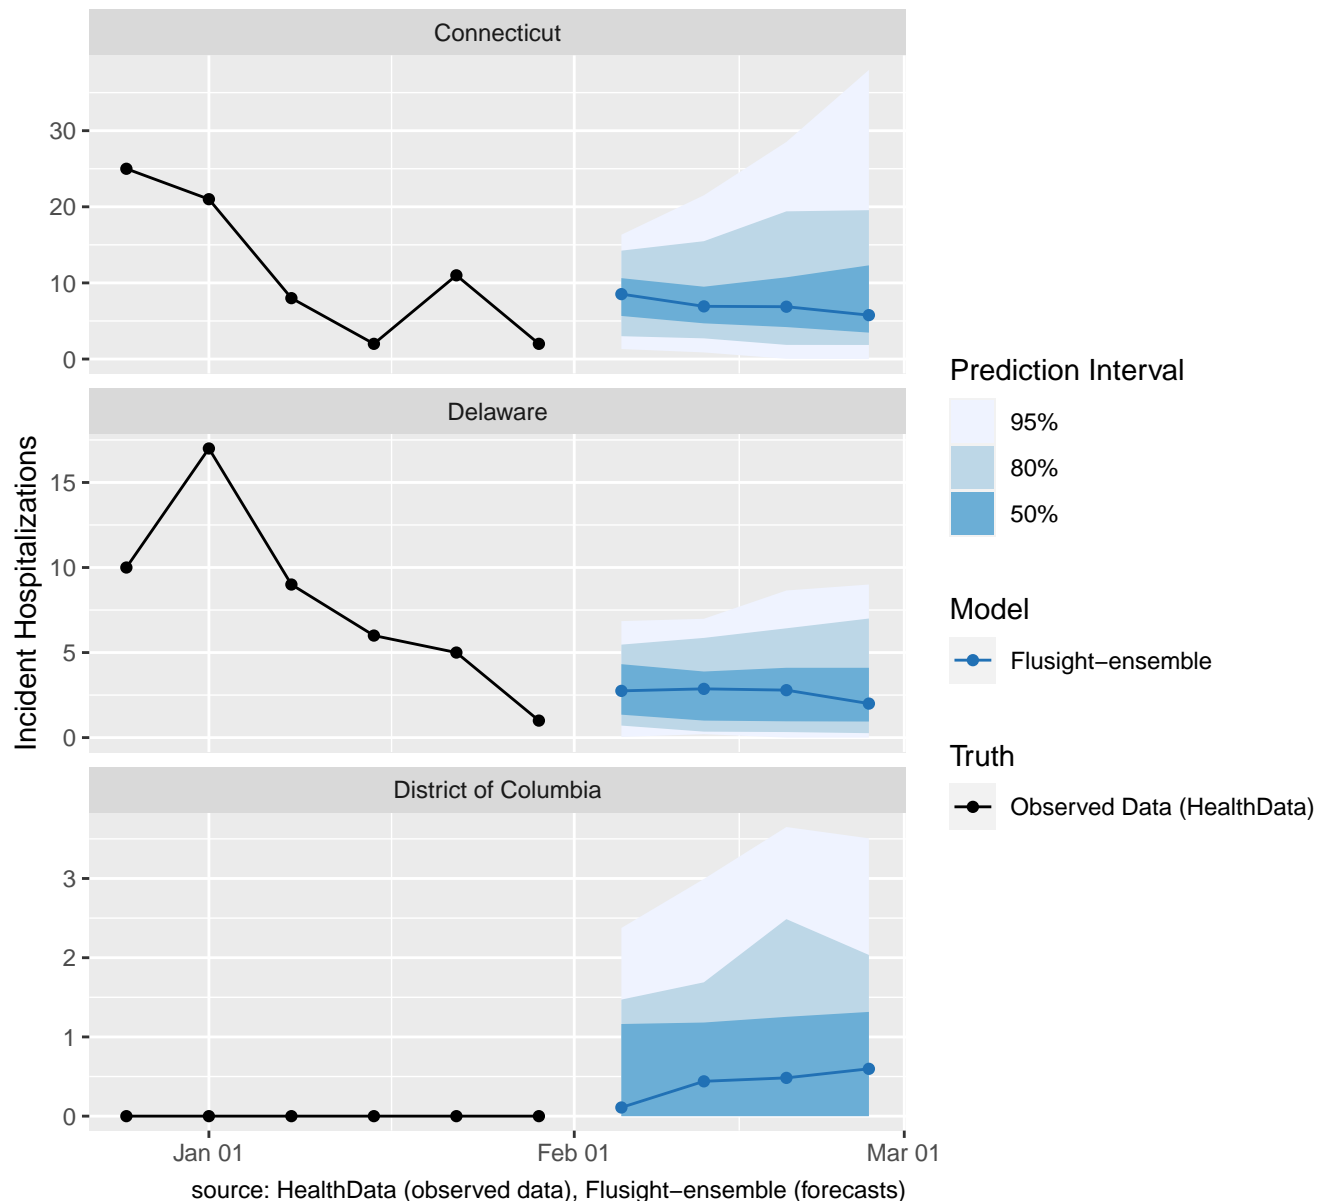 Connecticut
30
20
10
0
Delaware
15
10
5
0
District of Columbia
3
2
1
0
Incident Hospitalizations
Jan 01
Feb 01
Mar 01
source: HealthData (observed data), Flusight−ensemble (forecasts)
Prediction Interval
95%
80%
50%
Model
Flusight−ensemble
Truth
Observed Data (HealthData)